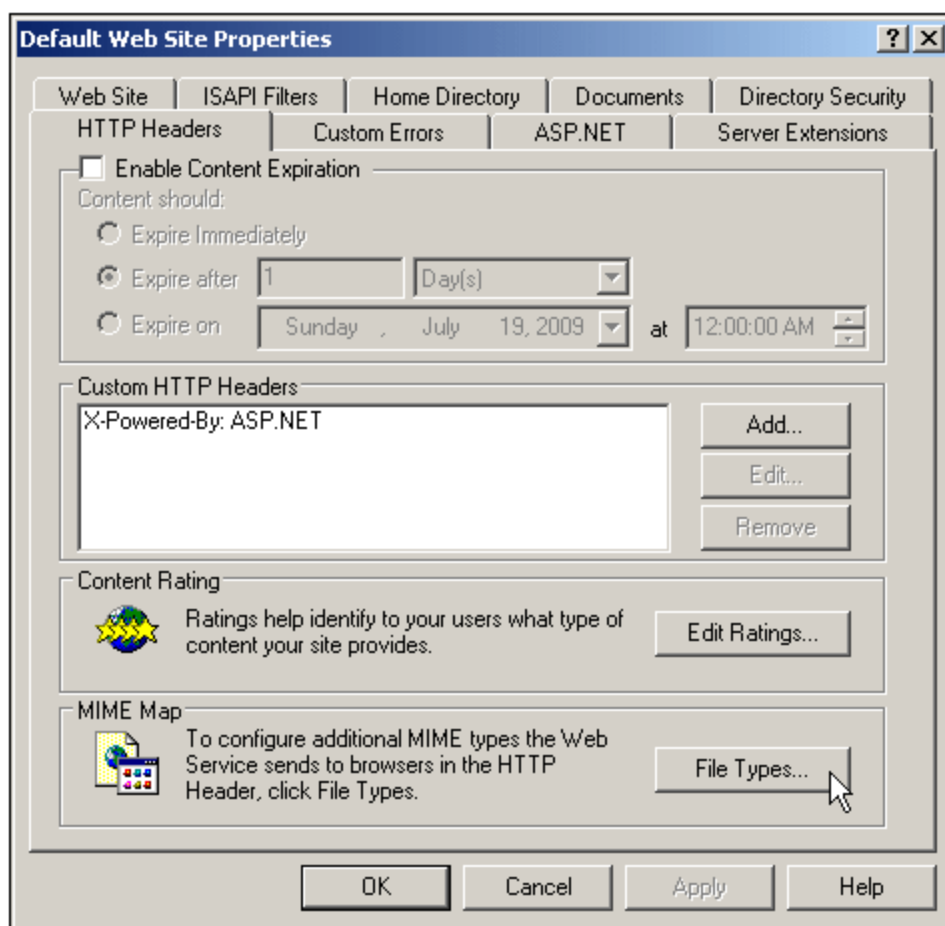 Default Web Site Properties
Web Site ISAPI Filters Home Directory Documents Directory Security
HTTP Headers Custom Errors ASP.NET Server Extensions
Enable Content Expiration
Content should:
Expire Immediately
Expire after 1 Day(s)
Expire on Sunday , July 19, 2009 at 12:00:00 AM
Custom HTTP Headers
X-Powered-By: ASP.NET
Add...
Edit...
Remove
Content Rating
Ratings help identify to your users what type of
content your site provides.
Edit Ratings...
MIME Map
To configure additional MIME types the Web
Service sends to browsers in the HTTP
Header, click File Types.
File Types...
OK Cancel Apply Help